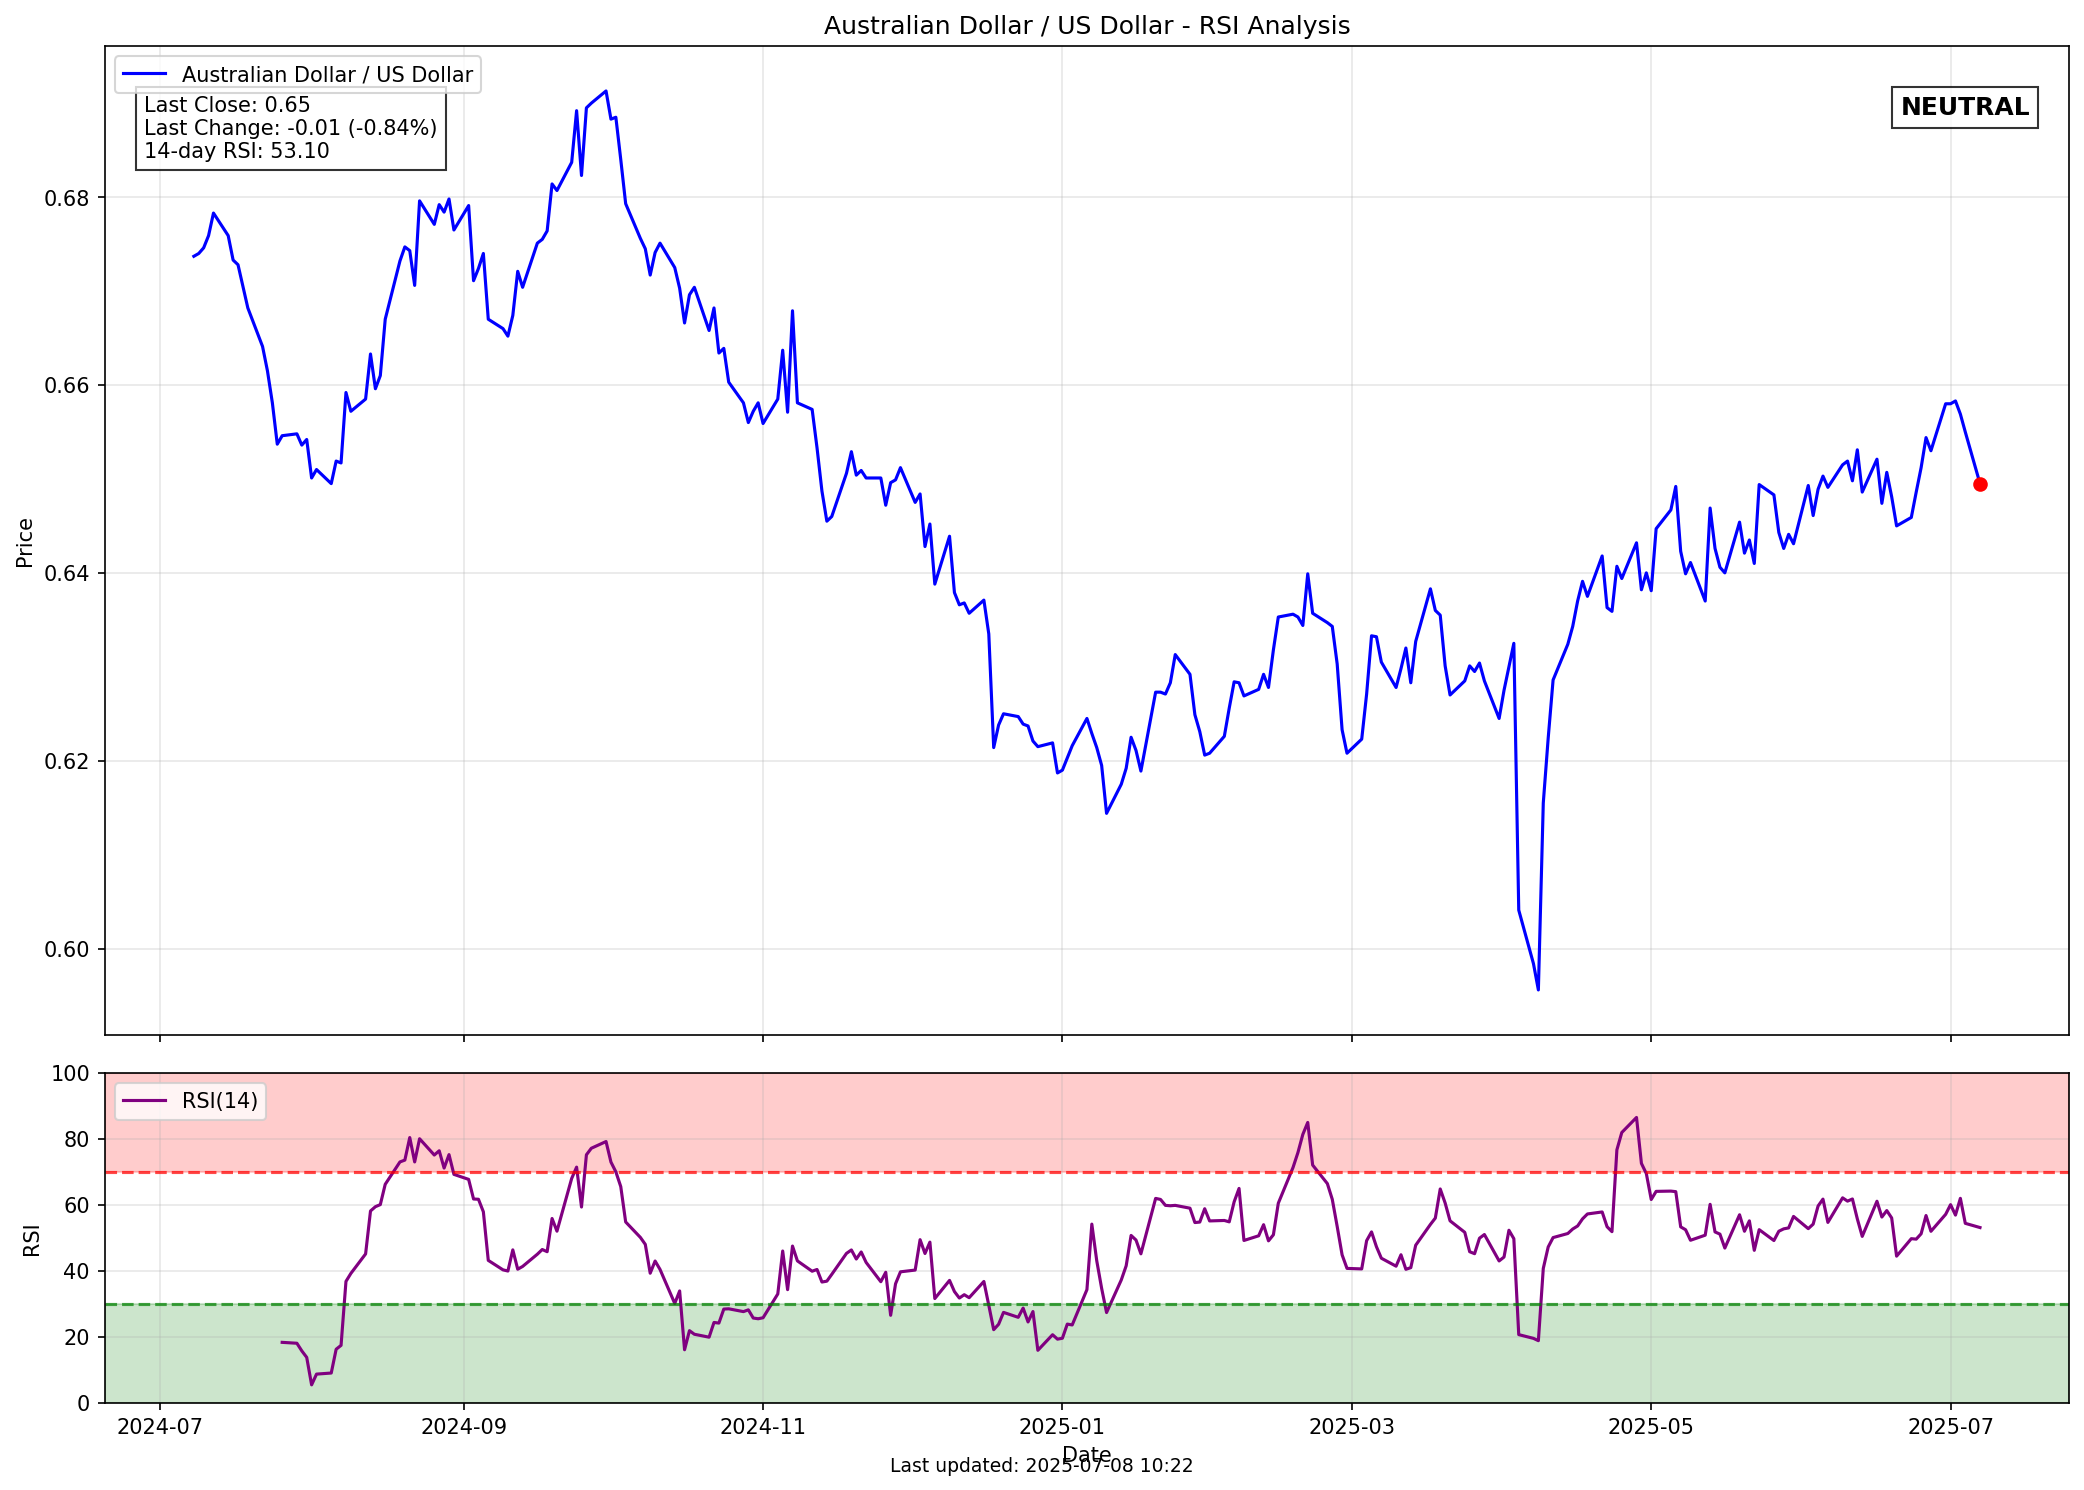 Australian Dollar / US Dollar - RSI Analysis
Australian Dollar / US Dollar
Last Close: 0.65
Last Change: -0.01 (-0.84%)
14-day RSI: 53.10
NEUTRAL
Price
0.68
0.66
0.64
0.62
0.60
RSI(14)
RSI
100
80
60
40
20
0
2024-07
2024-09
2024-11
2025-01
2025-03
2025-05
2025-07
Date
Last updated: 2025-07-08 10:22